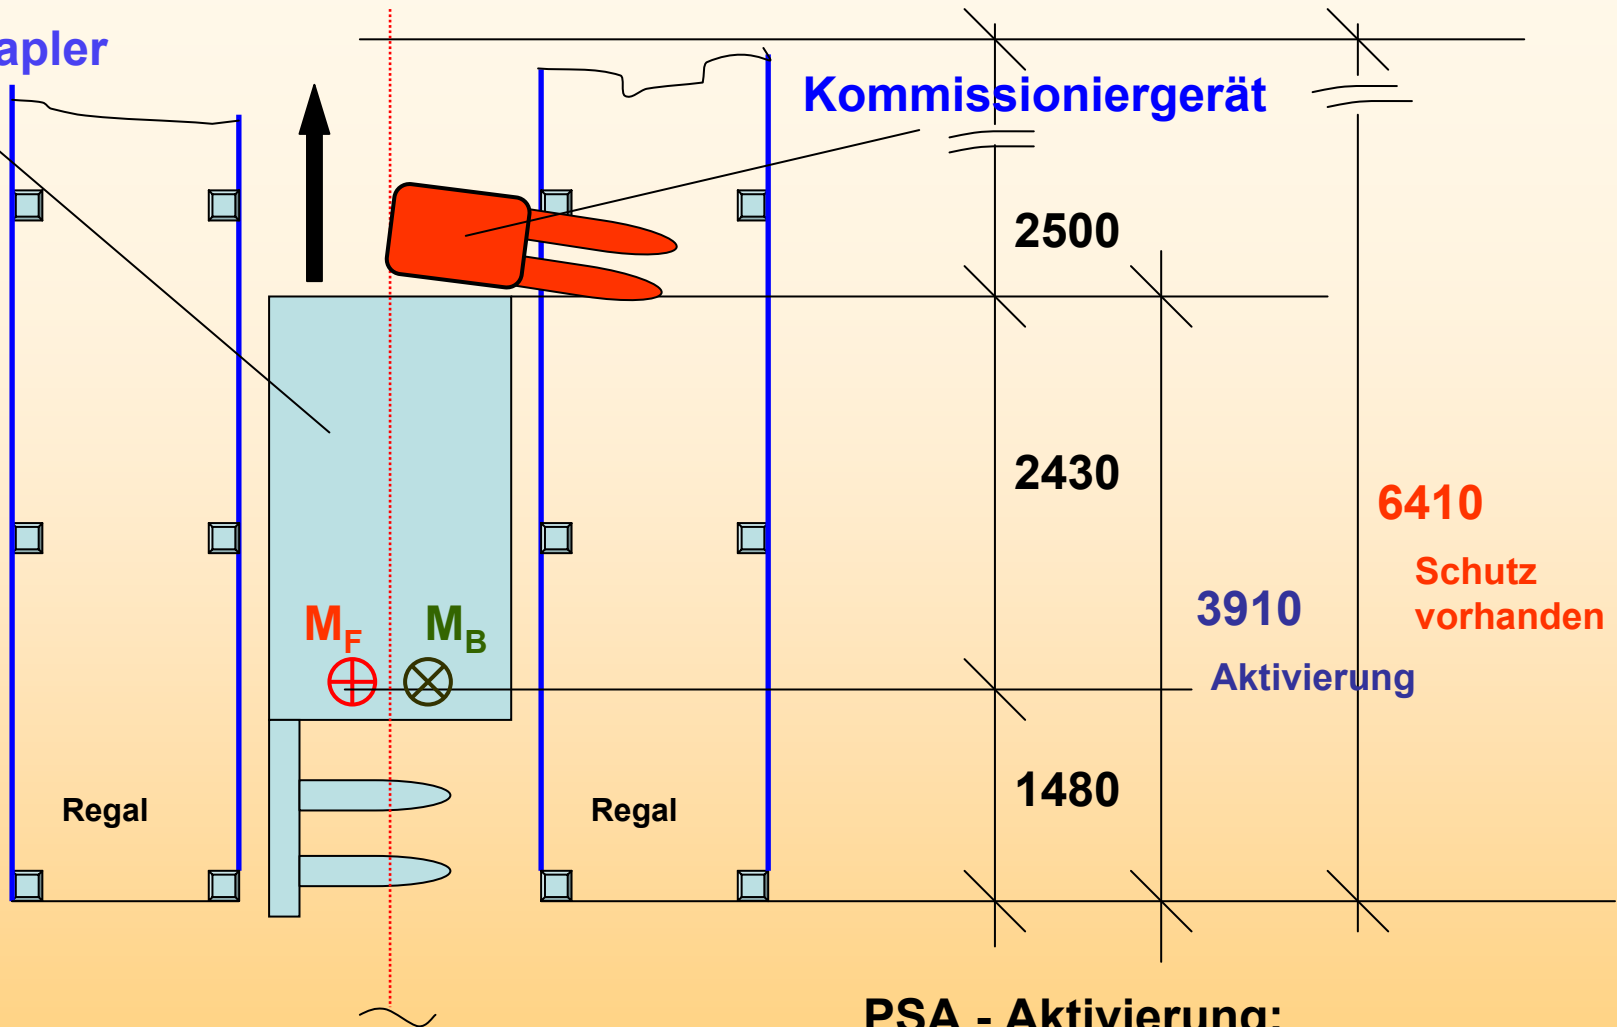 apler
Kommissioniergerät
2500
2430
6410
Schutz
vorhanden
3910
Aktivierung
MF MB
1480
Regal Regal
PSA - Aktivierung: